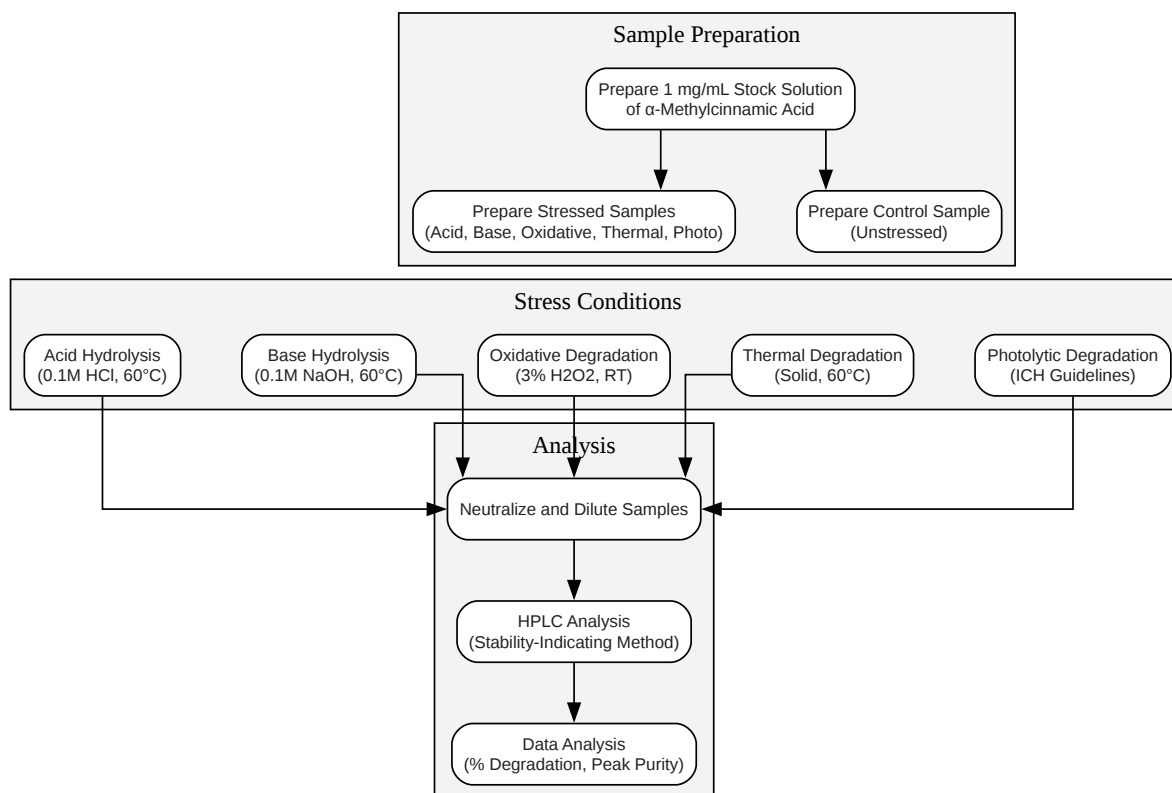 Sample Preparation
Prepare 1 mg/mL Stock Solution
of α-Methylcinnamic Acid
Prepare Stressed Samples
(Acid, Base, Oxidative, Thermal, Photo)
Prepare Control Sample
(Unstressed)
Stress Conditions
Acid Hydrolysis
(0.1M HCl, 60°C)
Base Hydrolysis
(0.1M NaOH, 60°C)
Oxidative Degradation
(3% H2O2, RT)
Thermal Degradation
(Solid, 60°C)
Photolytic Degradation
(ICH Guidelines)
Analysis
Neutralize and Dilute Samples
HPLC Analysis
(Stability-Indicating Method)
Data Analysis
(% Degradation, Peak Purity)